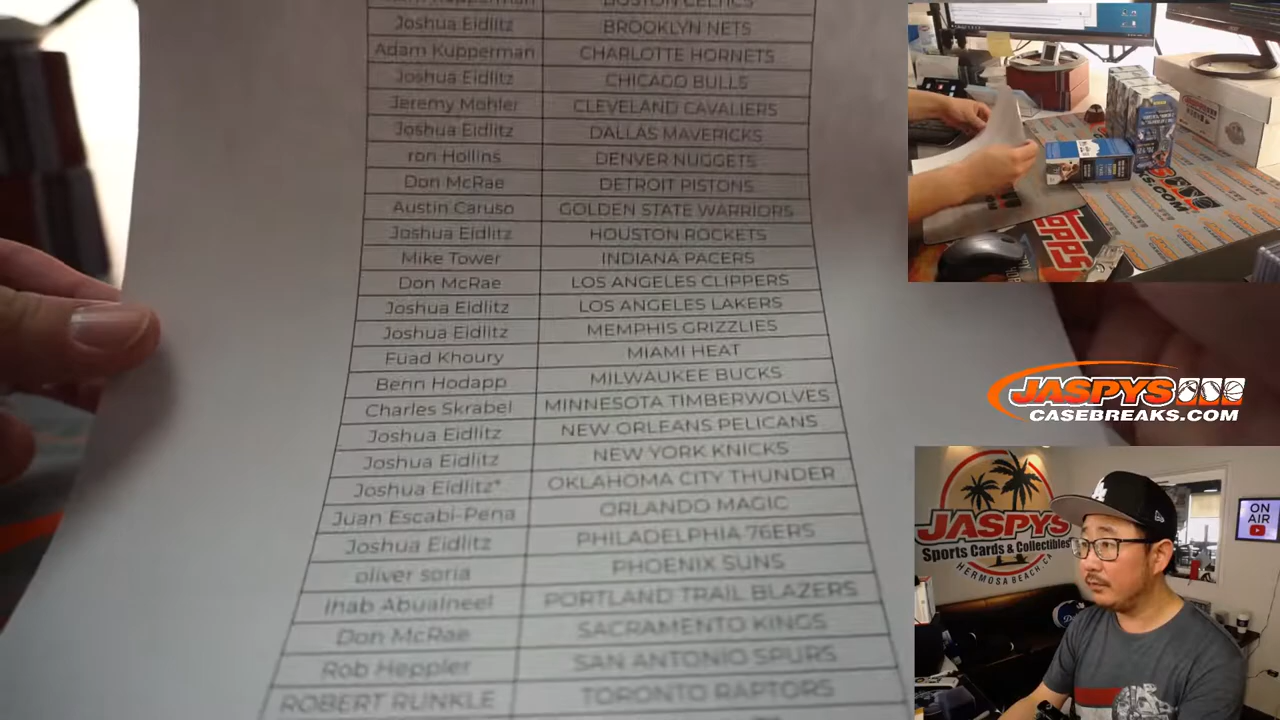 BOSTON CELTICS
Joshua Eidlitz BROOKLYN NETS
Adam Kupperman CHARLOTTE HORNETS
Joshua Eidlitz CHICAGO BULLS
Jeremy Mohler CLEVELAND CAVALIERS
Joshua Eidlitz DALLAS MAVERICKS
ron Hollins DENVER NUGGETS
Don McRae DETROIT PISTONS
Austin Caruso GOLDEN STATE WARRIORS
Joshua Eidlitz HOUSTON ROCKETS
Mike Tower INDIANA PACERS
Don McRae LOS ANGELES CLIPPERS
Joshua Eidlitz LOS ANGELES LAKERS
Joshua Eidlitz MEMPHIS GRIZZLIES
Fuad Khoury MIAMI HEAT
Benn Hodapp MILWAUKEE BUCKS
Charles Skrabel MINNESOTA TIMBERWOLVES
Joshua Eidlitz NEW ORLEANS PELICANS
Joshua Eidlitz NEW YORK KNICKS
Joshua Eidlitz* OKLAHOMA CITY THUNDER
Juan Escabi-Pena ORLANDO MAGIC
Joshua Eidlitz PHILADELPHIA 76ERS
oliver soria PHOENIX SUNS
Ihab Abualneel PORTLAND TRAIL BLAZERS
Don McRae SACRAMENTO KINGS
Rob Heppler SAN ANTONIO SPURS
ROBERT RUNKLE TORONTO RAPTORS
TOPPS
JASPYS
CASEBREAKS.COM
JASPYS
Sports Cards & Collectibles
HERMOSA BEACH, CA
ON
AIR
LA